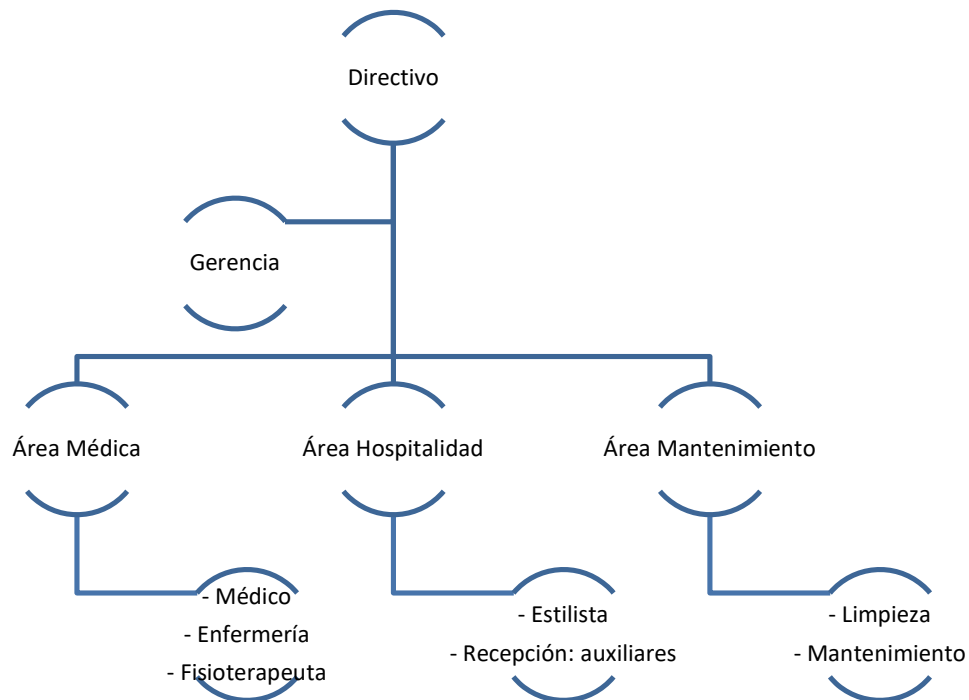 Directivo
Gerencia
Área Médica
Área Hospitalidad
Área Mantenimiento
- Médico
- Enfermería
- Fisioterapeuta
- Estilista
- Recepción: auxiliares
- Limpieza
- Mantenimiento